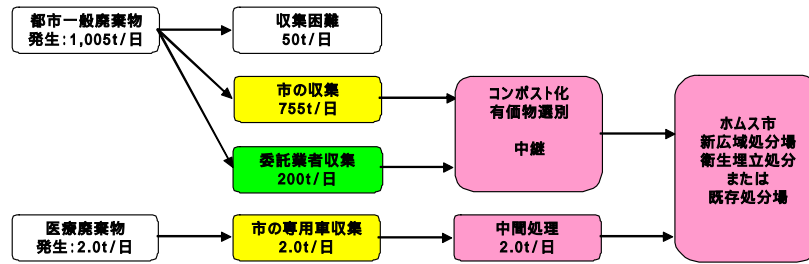 都市一般廃棄物
発生:1,005t/日
収集困難
50t/日
市の収集
755t/日
委託業者収集
200t/日
コンポスト化
有価物選別
中継
ホムス市
新広域処分場
衛生埋立処分
または
既存処分場
医療廃棄物
発生:2.0t/日
市の専用車収集
2.0t/日
中間処理
2.0t/日